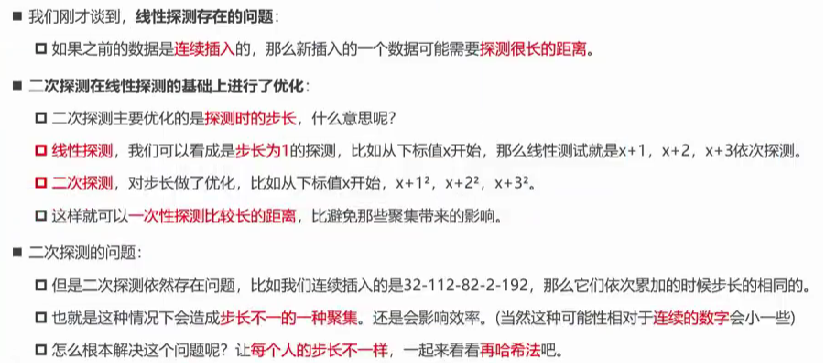 我们刚才谈到，线性探测存在的问题：
如果之前的数据是连续插入的，那么新插入的一个数据可能需要探测很长的距离。
二次探测在线性探测的基础上进行了优化：
二次探测主要优化的是探测时的步长，什么意思呢？
线性探测，我们可以看成是步长为1的探测，比如从下标值x开始，那么线性测试就是x+1，x+2，x+3依次探测。
二次探测，对步长做了优化，比如从下标值x开始，x+1²，x+2²，x+3²。
这样就可以一次性探测比较长的距离，比避免那些聚集带来的影响。
二次探测的问题：
但是二次探测依然存在问题，比如我们连续插入的是32-112-82-2-192，那么它们依次累加的时候步长的相同的。
也就是这种情况下会造成步长不一的一种聚集。还是会影响效率。(当然这种可能性相对于连续的数字会小一些)
怎么根本解决这个问题呢？让每个人的步长不一样，一起来看看再哈希法吧。